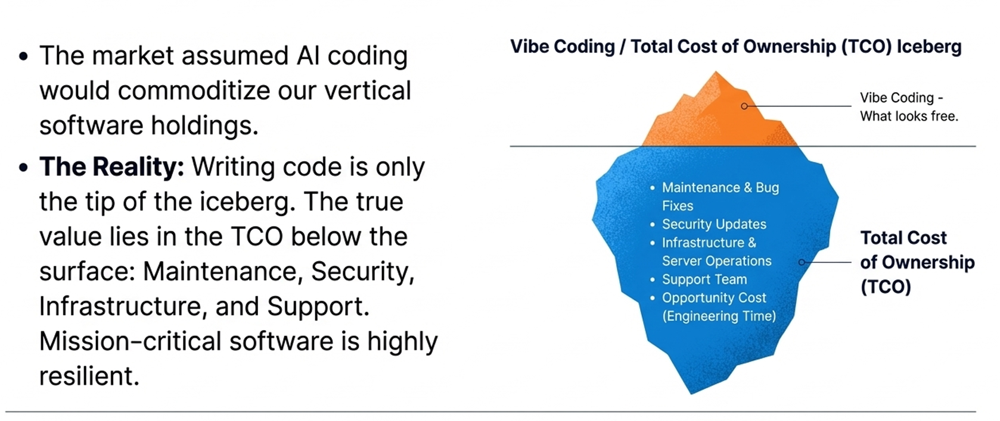 • The market assumed AI coding
would commoditize our vertical
software holdings.
• The Reality: Writing code is only
the tip of the iceberg. The true
value lies in the TCO below the
surface: Maintenance, Security,
Infrastructure, and Support.
Mission–critical software is highly
resilient.
Vibe Coding / Total Cost of Ownership (TCO) Iceberg
Vibe Coding -
What looks free.
• Maintenance & Bug
Fixes
• Security Updates
• Infrastructure &
Server Operations
• Support Team
• Opportunity Cost
(Engineering Time)
Total Cost
of Ownership
(TCO)